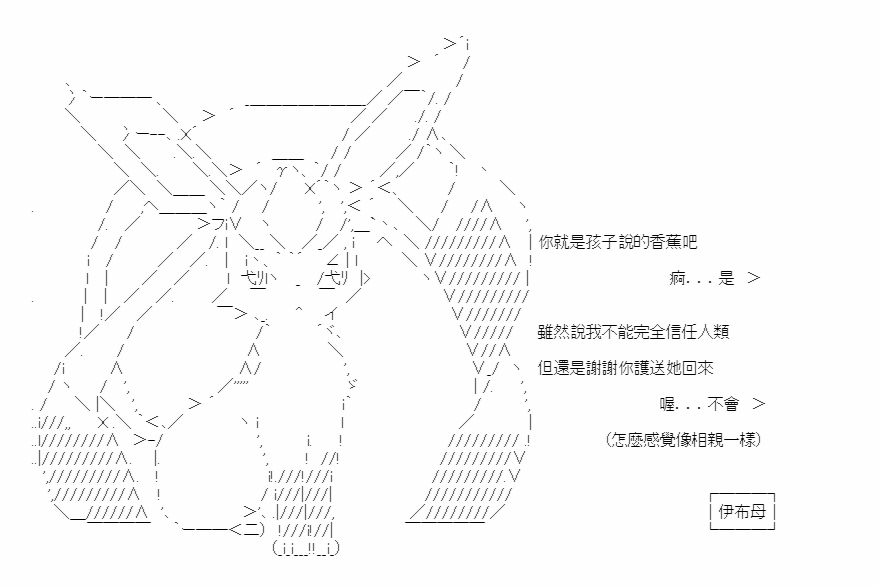 你就是孩子說的香蕉吧
痾...是 ＞
雖然說我不能完全信任人類
但還是謝謝你護送她回來
喔...不會 ＞
(怎麼感覺像相親一樣)
伊布母